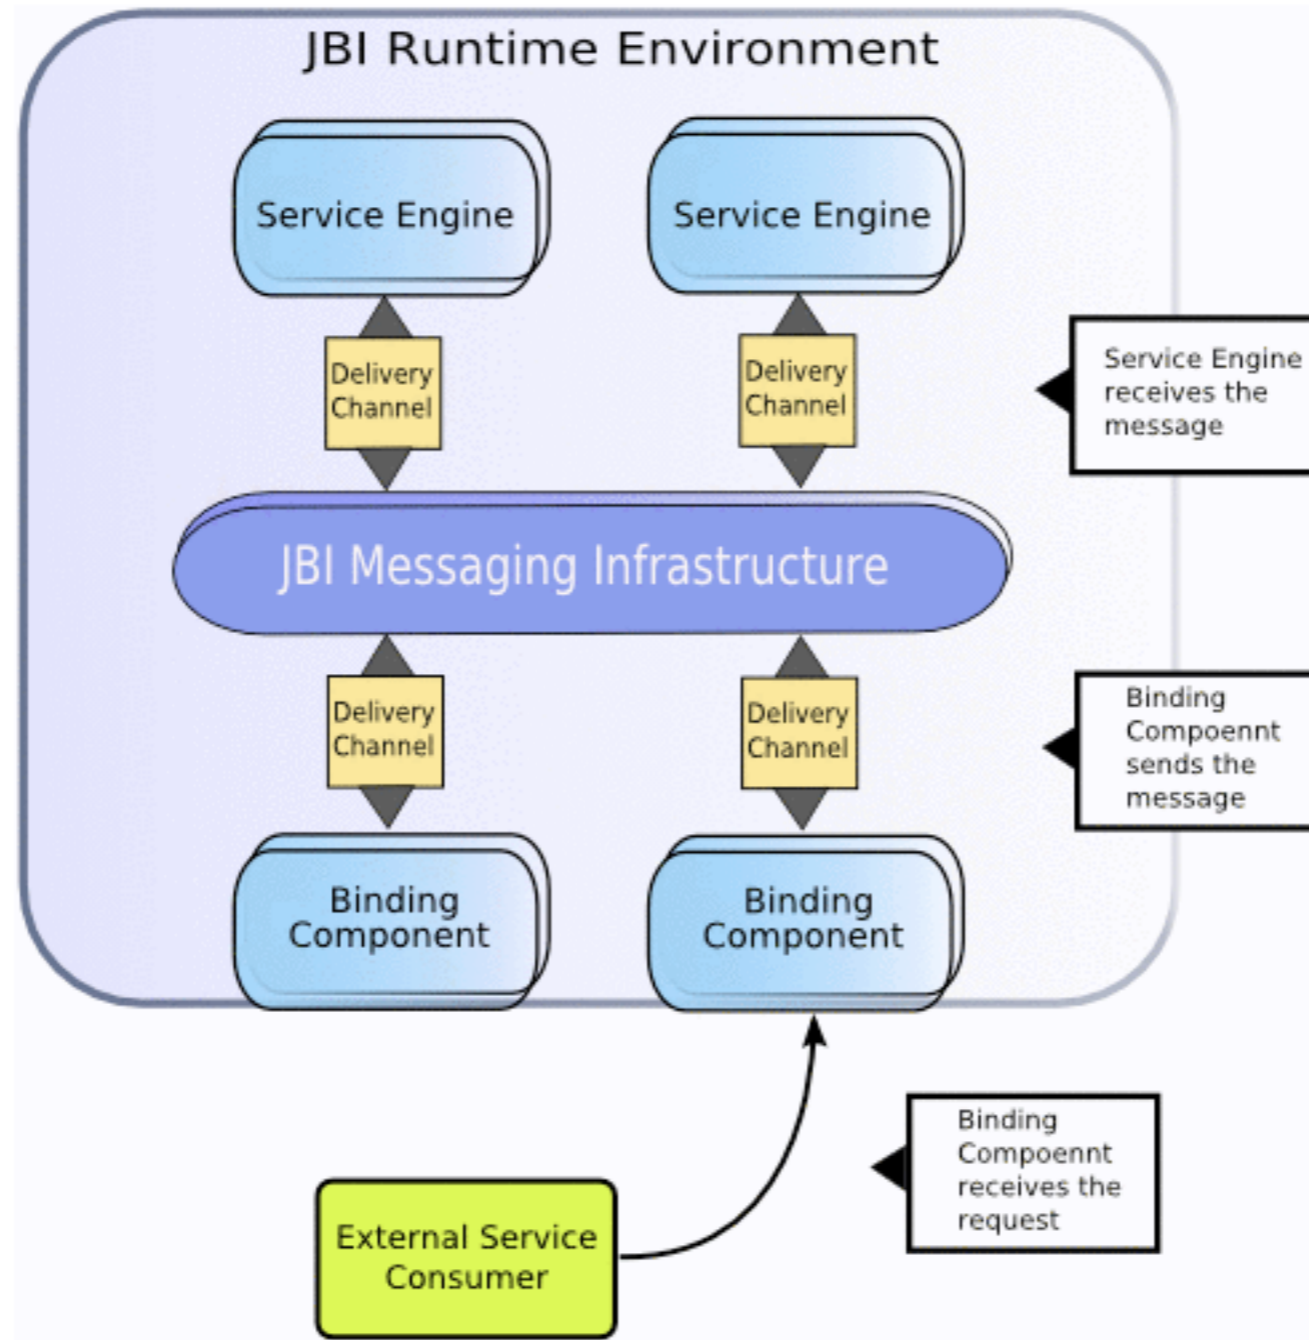 JBI Runtime Environment
Service Engine
Service Engine
Delivery
Channel
Delivery
Channel
Service Engine
receives the
message
JBI Messaging Infrastructure
Delivery
Channel
Delivery
Channel
Binding
Compoennt
sends the
message
Binding
Component
Binding
Component
Binding
Compoennt
receives the
request
External Service
Consumer